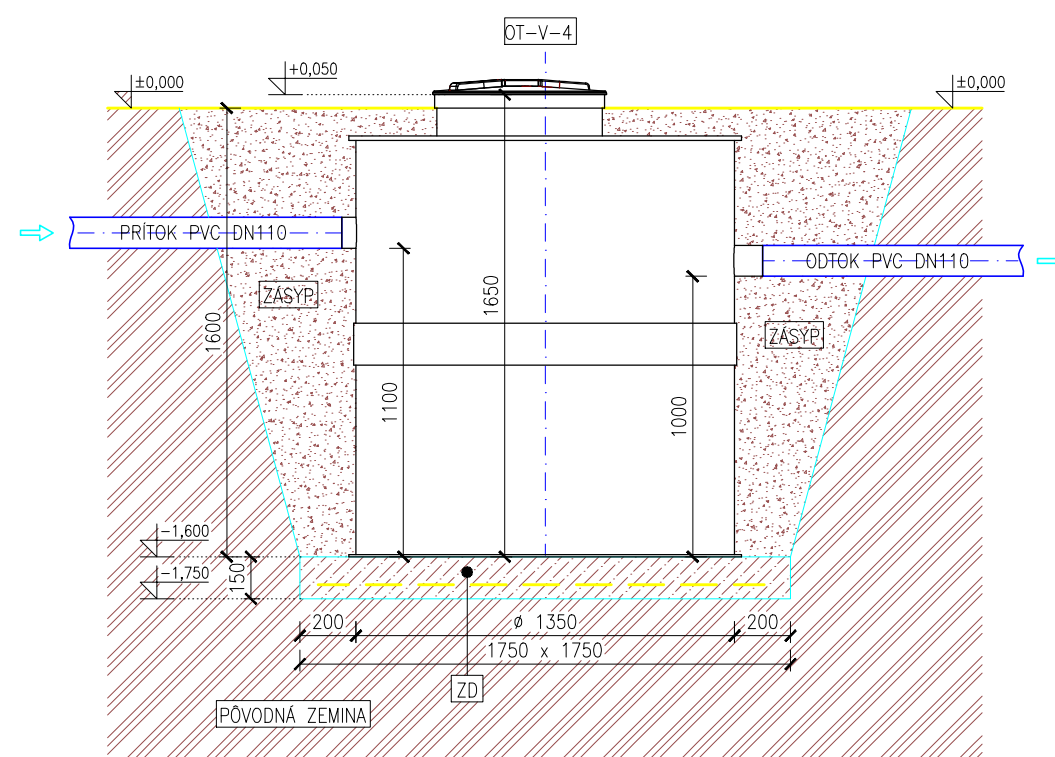 OT-V-4
+0,050
±0,000
±0,000
PRÍTOK PVC DN110
ODTOK PVC DN110
ZÁSYP
1650
1600
ZÁSYP
1100
1000
-1,600
-1,750
150
200
ø 1350
200
1750 x 1750
ZD
PÔVODNÁ ZEMINA